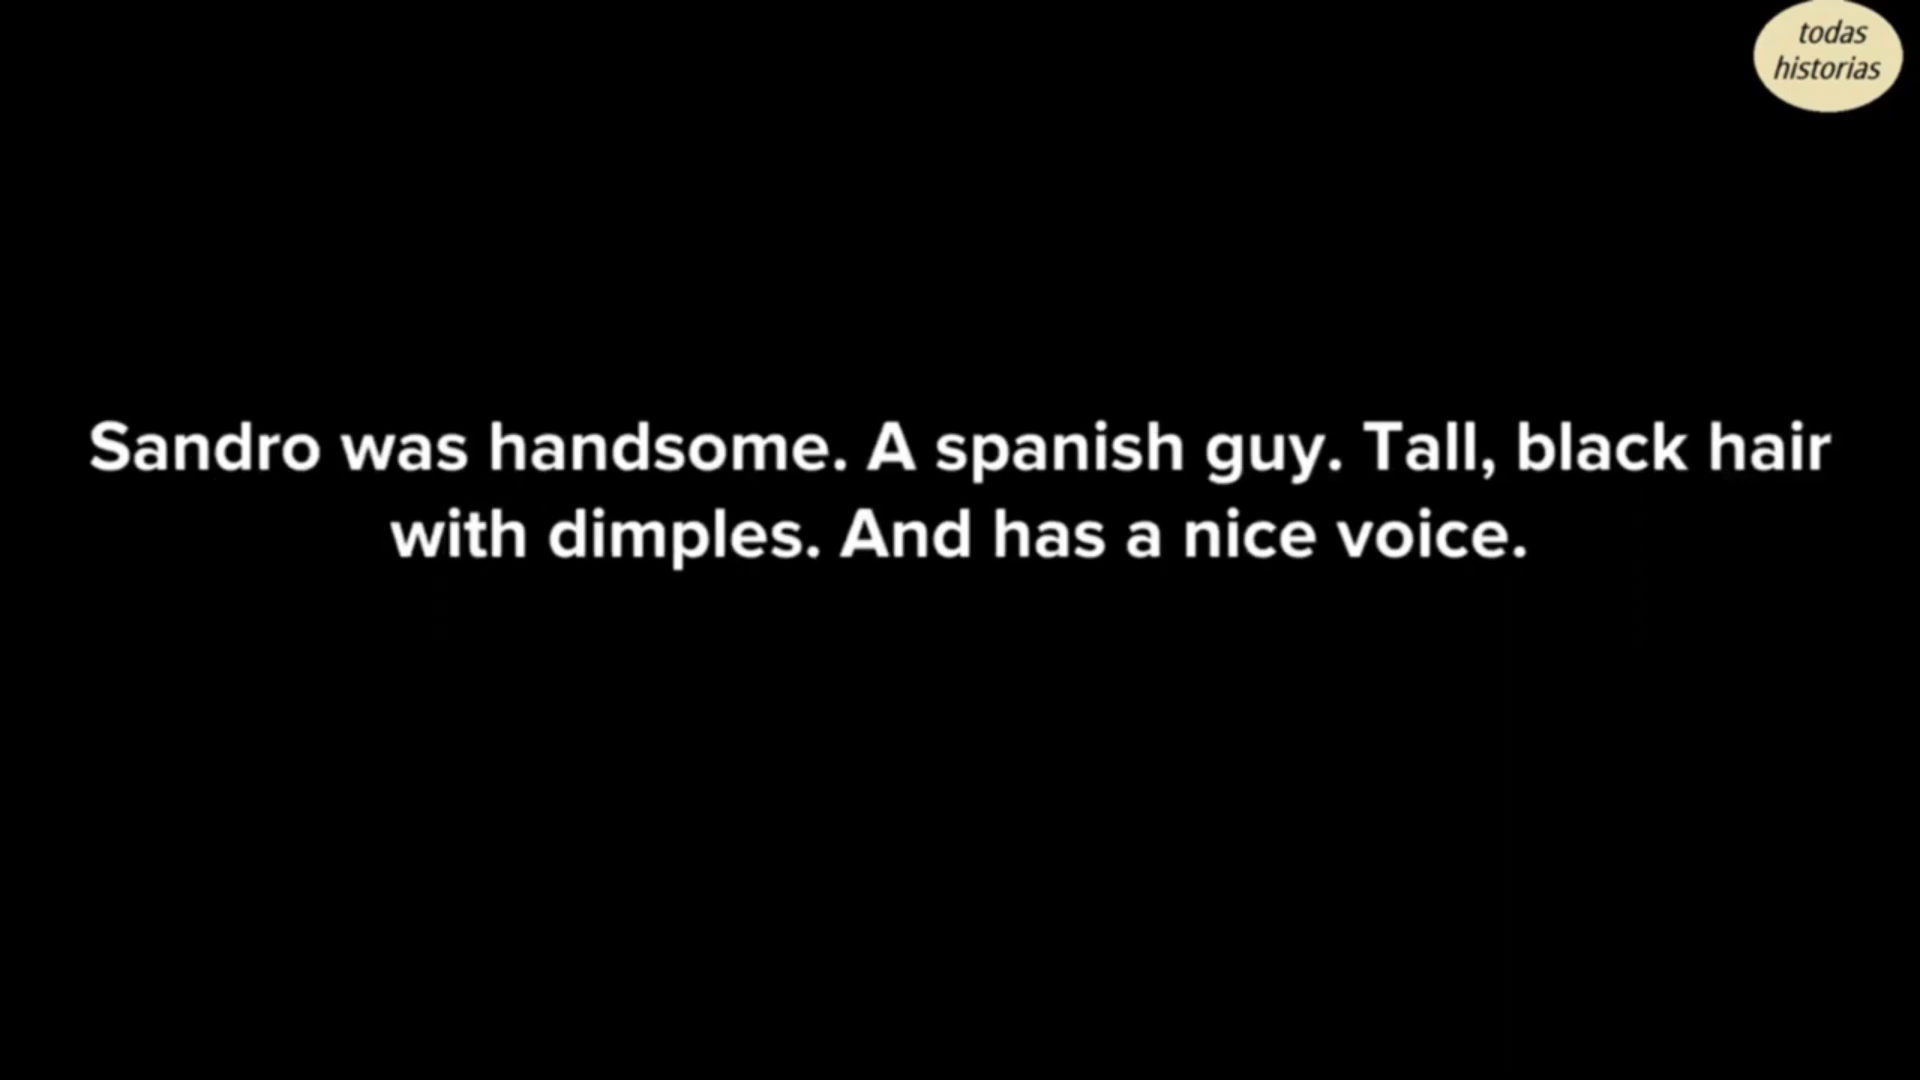 todas
historias
Sandro was handsome. A spanish guy. Tall, black hair
with dimples. And has a nice voice.